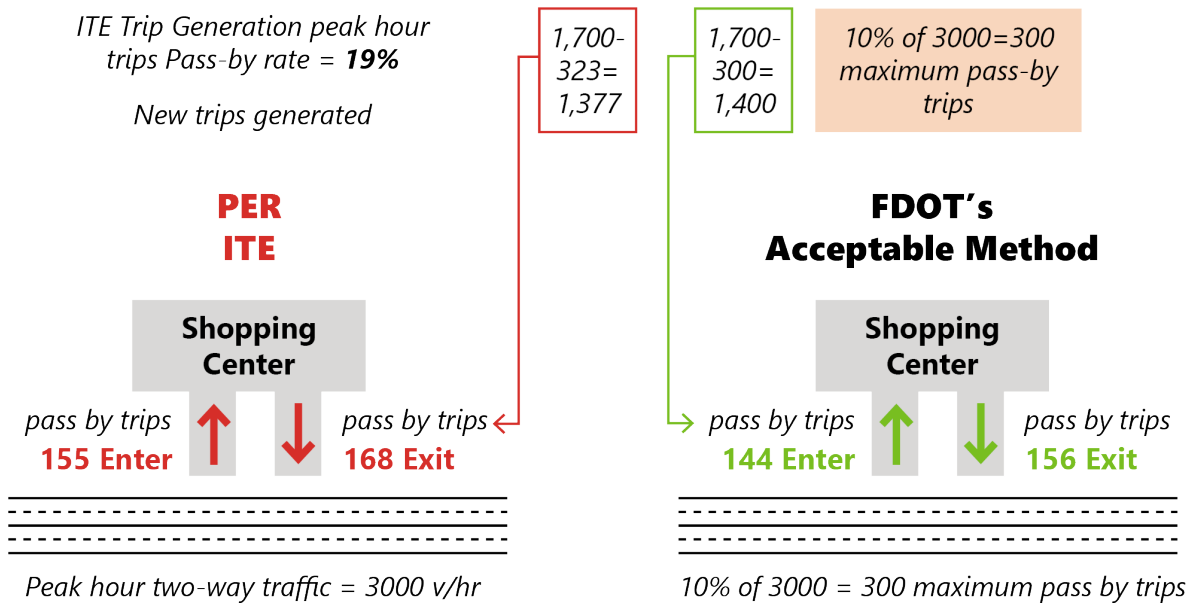 ITE Trip Generation peak hour
trips Pass-by rate = 19%
New trips generated
1,700-
323=
1,377
1,700-
300=
1,400
10% of 3000=300
maximum pass-by
trips
PER
ITE
FDOT's
Acceptable Method
Shopping
Center
pass by trips
155 Enter
pass by trips
168 Exit
Shopping
Center
pass by trips
144 Enter
pass by trips
156 Exit
Peak hour two-way traffic = 3000 v/hr
10% of 3000 = 300 maximum pass by trips